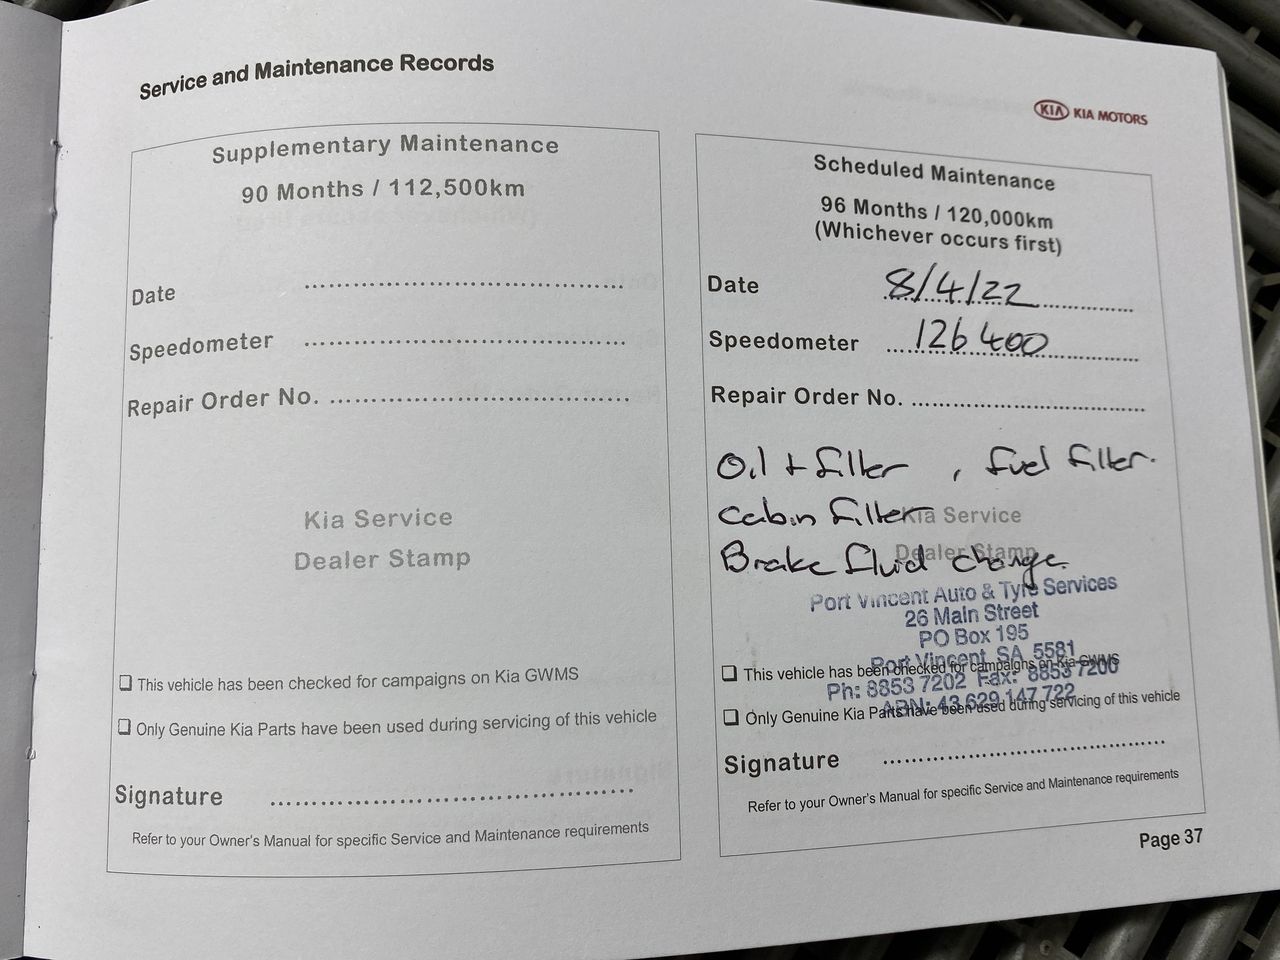 Service and Maintenance Records
KIA KIA MOTORS
Supplementary Maintenance
90 Months / 112,500km
Date ........................................
Speedometer ........................................
Repair Order No. .....................................
Kia Service
Dealer Stamp
❑ This vehicle has been checked for campaigns on Kia GWMS
❑ Only Genuine Kia Parts have been used during servicing of this vehicle
Signature ........................................
Refer to your Owner's Manual for specific Service and Maintenance requirements
Scheduled Maintenance
96 Months / 120,000km
(Whichever occurs first)
Date 8/4/22
Speedometer 126 400
Repair Order No. .....................................
Oil + filter , fuel filter.
Cabin filter
Kia Service
Brake fluid change.
Dealer Stamp
Port Vincent Auto & Tyre Services
26 Main Street
PO Box 195
Port Vincent SA 5581
❑ This vehicle has been checked for campaigns on Kia GWMS
Ph: 8853 7202 Fax: 8853 7200
ABN: 43 629 147 722
❑ Only Genuine Kia Parts have been used during servicing of this vehicle
Signature ........................................
Refer to your Owner's Manual for specific Service and Maintenance requirements
Page 37